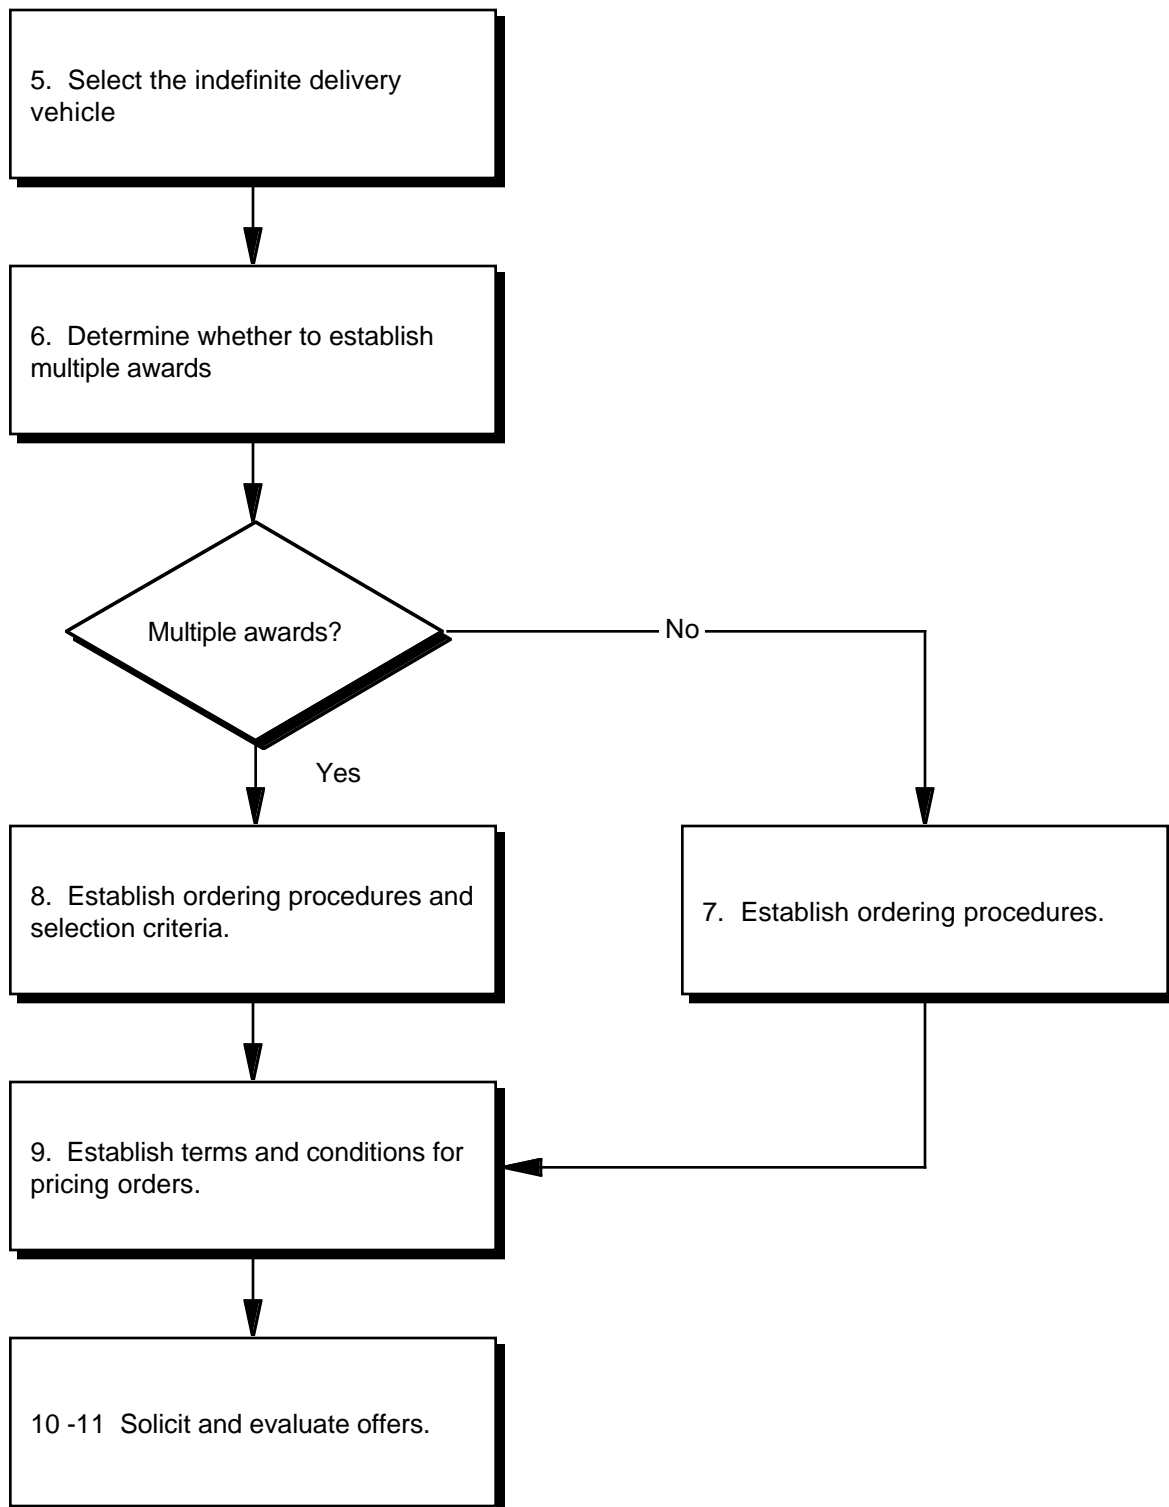 5.  Select the indefinite delivery
vehicle
6.  Determine whether to establish
multiple awards
Multiple awards?
No
Yes
8.  Establish ordering procedures and
selection criteria.
7.  Establish ordering procedures.
9.  Establish terms and conditions for
pricing orders.
10 -11  Solicit and evaluate offers.